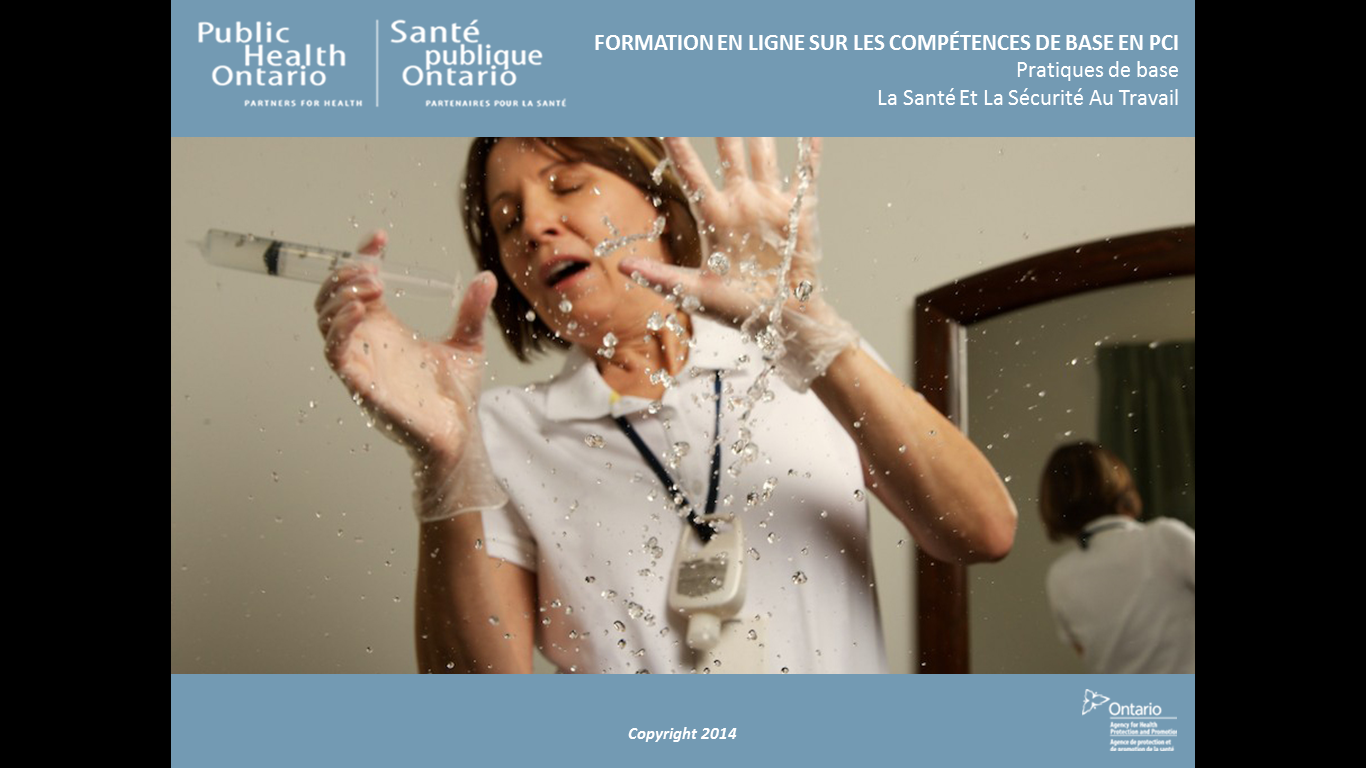 Public
Health
Ontario
PARTNERS FOR HEALTH
Santé
publique
Ontario
PARTENAIRES POUR LA SANTÉ
FORMATION EN LIGNE SUR LES COMPÉTENCES DE BASE EN PCI
Pratiques de base
La Santé Et La Sécurité Au Travail
Copyright 2014
Ontario
Agency for Health
Protection and Promotion
Agence de protection et
de promotion de la santé